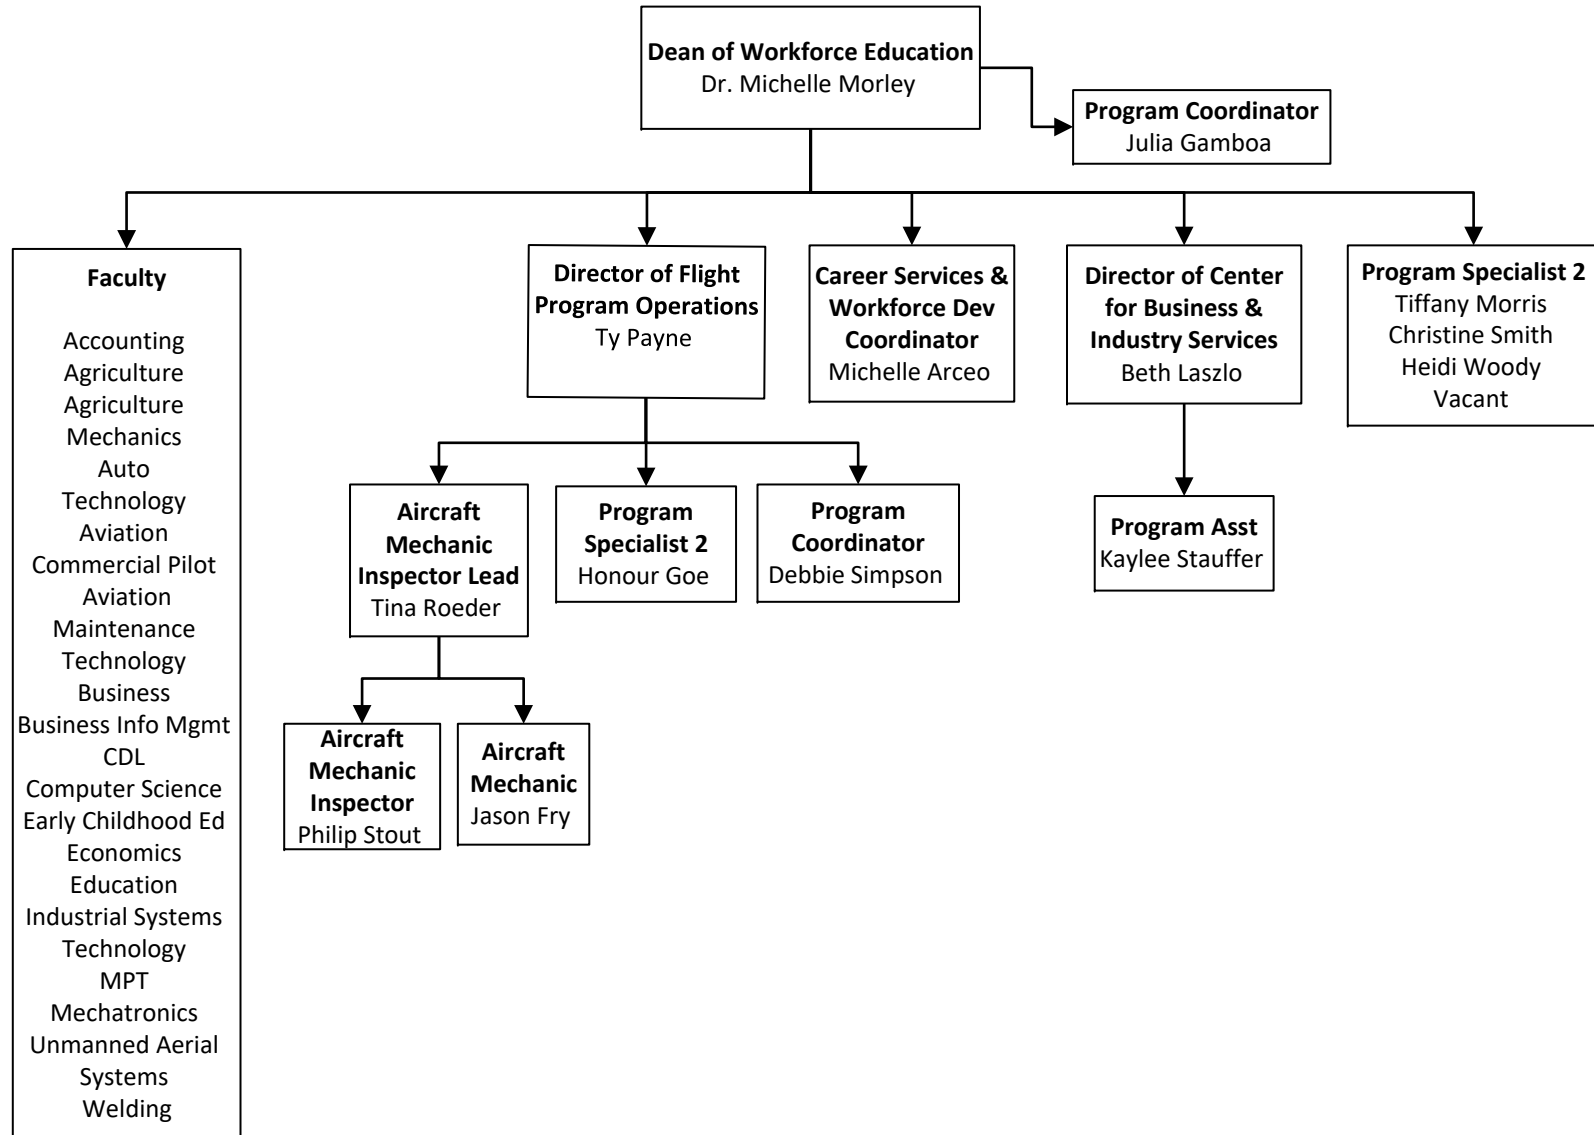 Dean of Workforce Education
Dr. Michelle Morley
Program Coordinator
Julia Gamboa
Faculty
Accounting
Agriculture
Agriculture
Mechanics
Auto
Technology
Aviation
Commercial Pilot
Aviation
Maintenance
Technology
Business
Business Info Mgmt
CDL
Computer Science
Early Childhood Ed
Economics
Education
Industrial Systems
Technology
MPT
Mechatronics
Unmanned Aerial
Systems
Welding
Director of Flight
Program Operations
Ty Payne
Career Services &
Workforce Dev
Coordinator
Michelle Arceo
Director of Center
for Business &
Industry Services
Beth Laszlo
Program Specialist 2
Tiffany Morris
Christine Smith
Heidi Woody
Vacant
Aircraft
Mechanic
Inspector Lead
Tina Roeder
Program
Specialist 2
Honour Goe
Program
Coordinator
Debbie Simpson
Program Asst
Kaylee Stauffer
Aircraft
Mechanic
Inspector
Philip Stout
Aircraft
Mechanic
Jason Fry